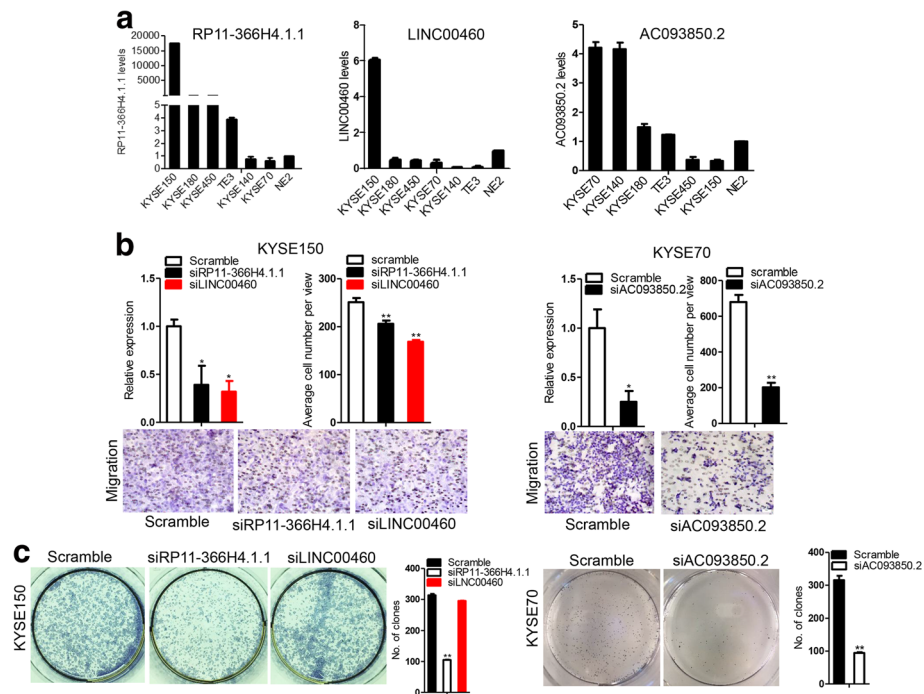 a
RP11-366H4.1.1
RP11-366H4.1.1 levels
20000
15000
10000
5000
5
4
3
2
1
0
KYSE150
KYSE180
KYSE450
TE3
KYSE140
KYSE70
NE2
LINC00460
LINC00460 levels
8
6
4
2
0
KYSE150
KYSE180
KYSE450
KYSE70
KYSE140
TE3
NE2
AC093850.2
AC093850.2 levels
5
4
3
2
1
0
KYSE70
KYSE140
KYSE180
TE3
KYSE450
KYSE150
NE2
b
KYSE150
Scramble
siRP11-366H4.1.1
siLINC00460
Relative expression
1.5
1.0
0.5
0.0
*
*
scramble
siRP11-366H4.1.1
siLINC00460
Average cell number per view
300
200
100
0
**
**
KYSE70
Scramble
siAC093850.2
Relative expression
1.5
1.0
0.5
0.0
*
scramble
siAC093850.2
Average cell number per view
800
600
400
200
0
**
Migration
Scramble
siRP11-366H4.1.1
siLINC00460
Migration
Scramble
siAC093850.2
c
KYSE150
Scramble
siRP11-366H4.1.1
siLINC00460
Scramble
siRP11-366H4.1.1
siLNC00460
No. of clones
400
300
200
100
0
**
KYSE70
Scramble
siAC093850.2
Scramble
siAC093850.2
No. of clones
400
300
200
100
0
**